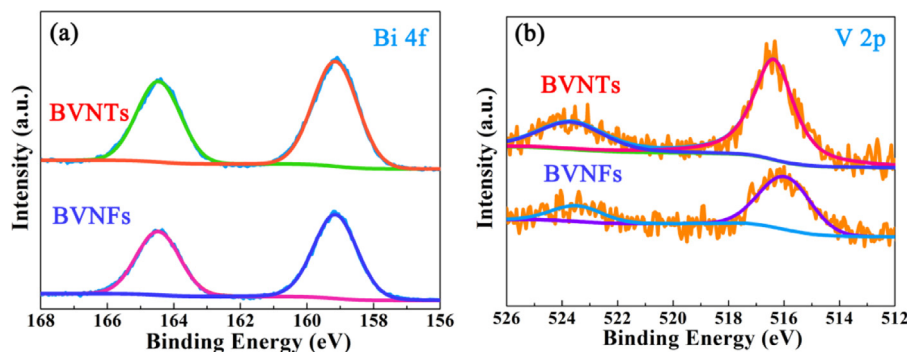 (a)
Bi 4f
BVNTs
BVNFs
Intensity (a.u.)
168 166 164 162 160 158 156
Binding Energy (eV)
(b)
V 2p
BVNTs
BVNFs
Intensity (a.u.)
526 524 522 520 518 516 514 512
Binding Energy (eV)